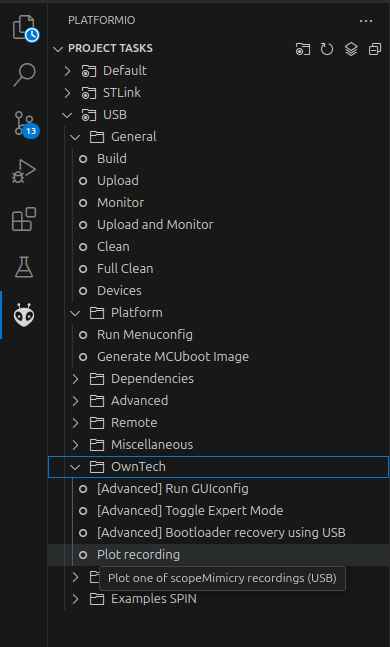 PLATFORMIO
PROJECT TASKS
Default
STLink
13
USB
General
Build
Upload
Monitor
Upload and Monitor
Clean
Full Clean
Devices
Platform
Run Menuconfig
Generate MCUboot Image
Dependencies
Advanced
Remote
Miscellaneous
OwnTech
[Advanced] Run GUIconfig
[Advanced] Toggle Expert Mode
[Advanced] Bootloader recovery using USB
Plot recording
Plot one of scopeMimicry recordings (USB)
Examples SPIN